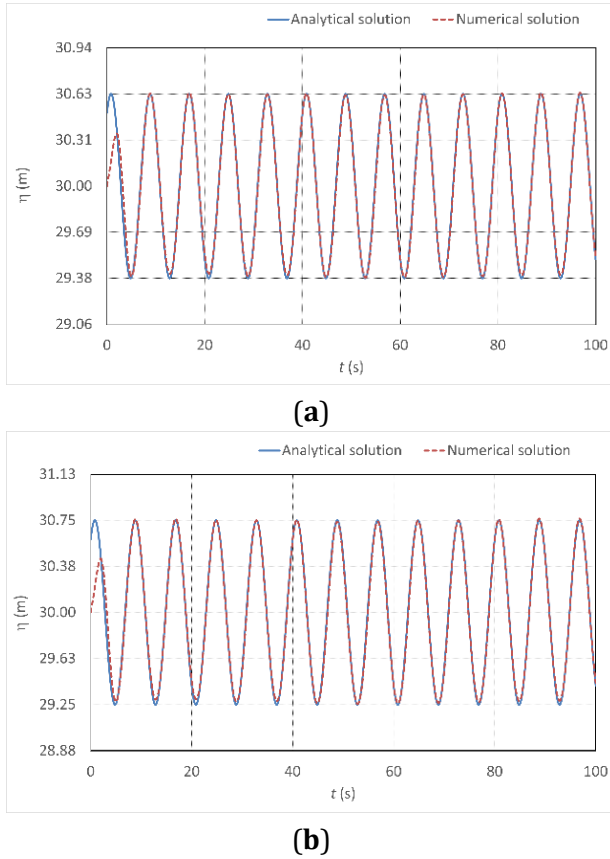 Analytical solution Numerical solution
30.94
30.63
30.31
30.00
29.69
29.38
29.06
η (m)
0 20 40 60 80 100
t (s)
(a)
Analytical solution Numerical solution
31.13
30.75
30.38
30.00
29.63
29.25
28.88
η (m)
0 20 40 60 80 100
t (s)
(b)